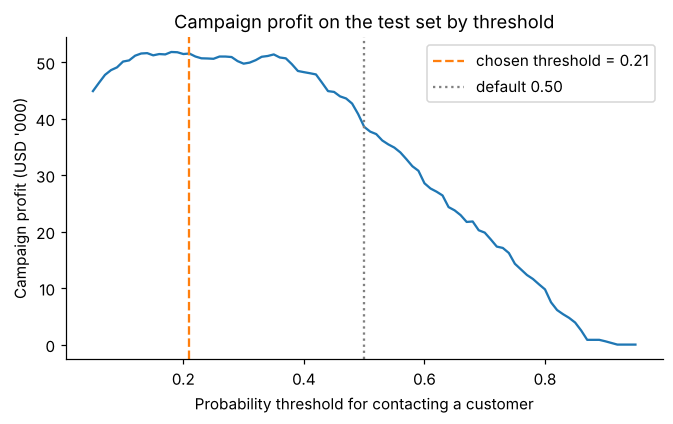 Campaign profit on the test set by threshold
chosen threshold = 0.21
default 0.50
Campaign profit (USD '000)
50
40
30
20
10
0
0.2 0.4 0.6 0.8
Probability threshold for contacting a customer